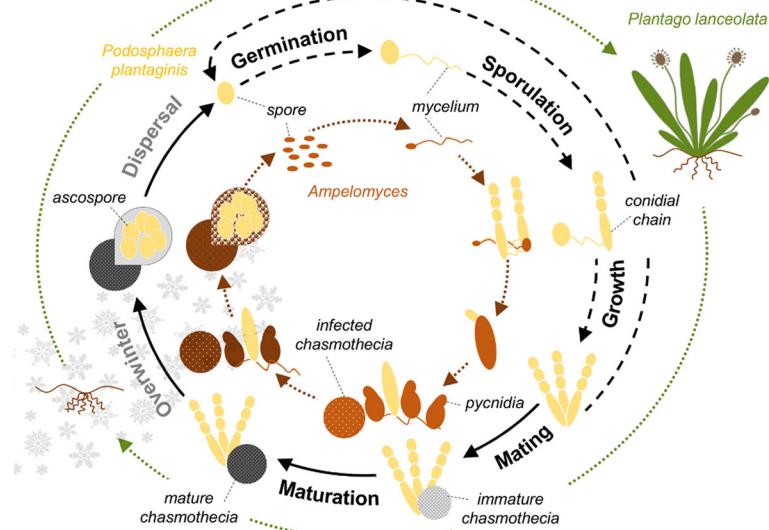 Plantago lanceolata
Podosphaera
plantaginis
Germination
Sporulation
spore
mycelium
Dispersal
Ampelomyces
ascospore
conidial
chain
Growth
infected
chasmothecia
Overwinter
pycnidia
Mating
mature
chasmothecia
Maturation
immature
chasmothecia